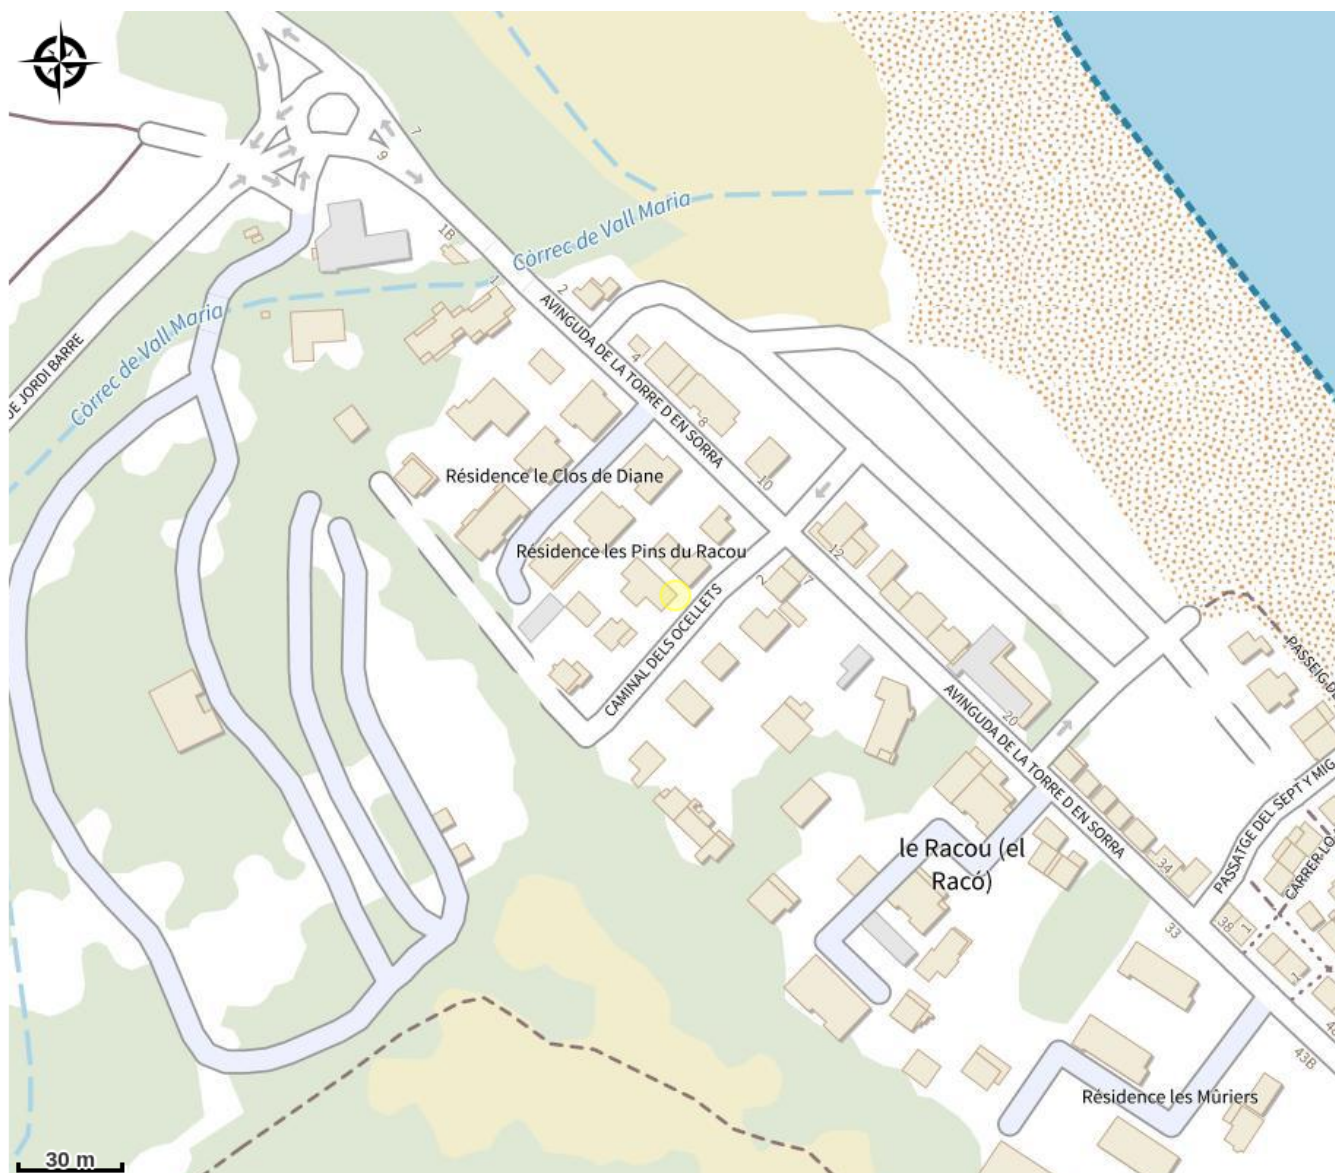 7
9
1B
Còrrec de Vall Maria
1
2
AVINGUDA DE LA TORRE D EN SORRA
Còrrec de Vall Maria
DE JORDI BARRE
4
8
10
Résidence le Clos de Diane
12
Résidence les Pins du Racou
2
7
CAMINAL DELS OCELLETS
PASSEIG DE
20
AVINGUDA DE LA TORRE D EN SORRA
PASSATGE DEL SEPT Y MIG
le Racou (el
Racó)
34
CARRER LO
33
38
1
1
43B
Résidence les Mûriers
30 m